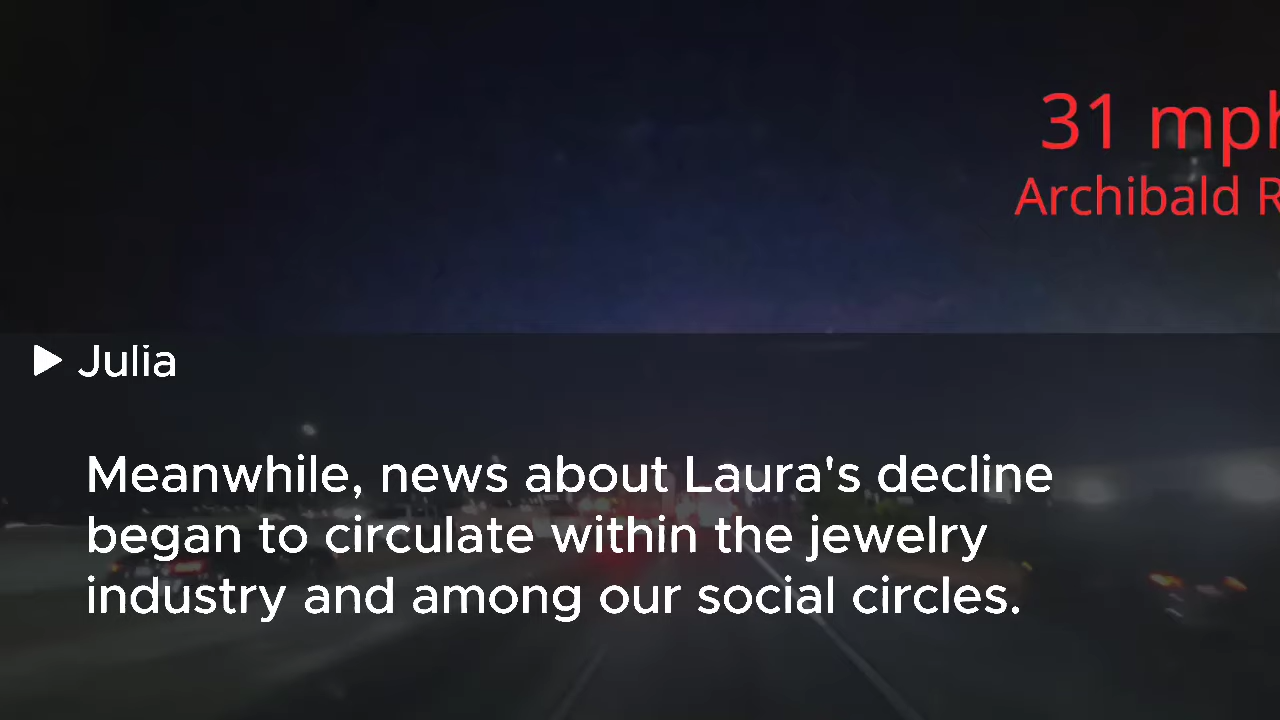 31 mph
Archibald R
▶ Julia
Meanwhile, news about Laura's decline
began to circulate within the jewelry
industry and among our social circles.